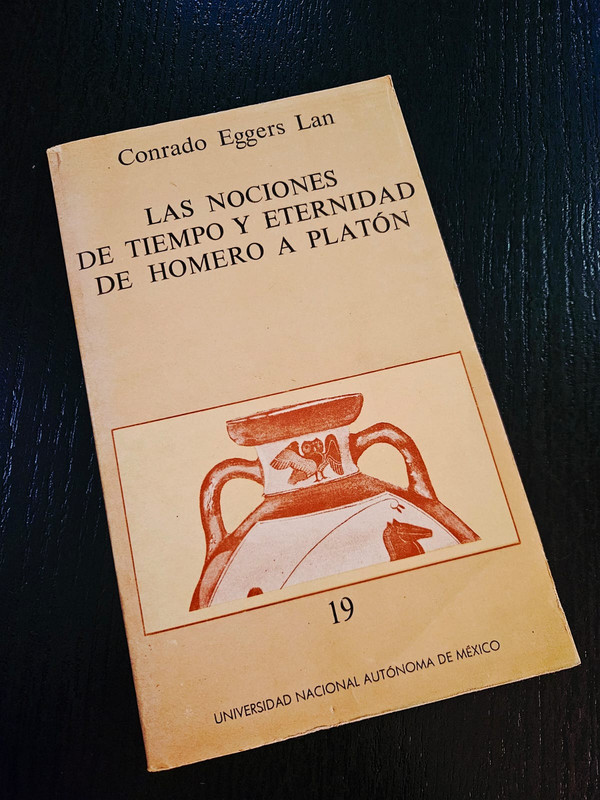 Conrado Eggers Lan
LAS NOCIONES
DE TIEMPO Y ETERNIDAD
DE HOMERO A PLATÓN
19
UNIVERSIDAD NACIONAL AUTÓNOMA DE MÉXICO